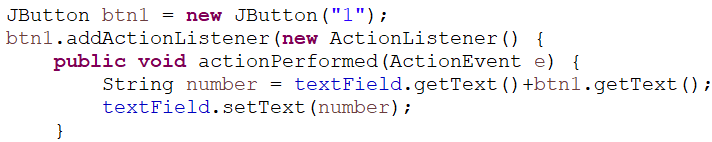 JButton btn1 = new JButton("1");
btn1.addActionListener(new ActionListener() {
    public void actionPerformed(ActionEvent e) {
        String number = textField.getText()+btn1.getText();
        textField.setText(number);
    }